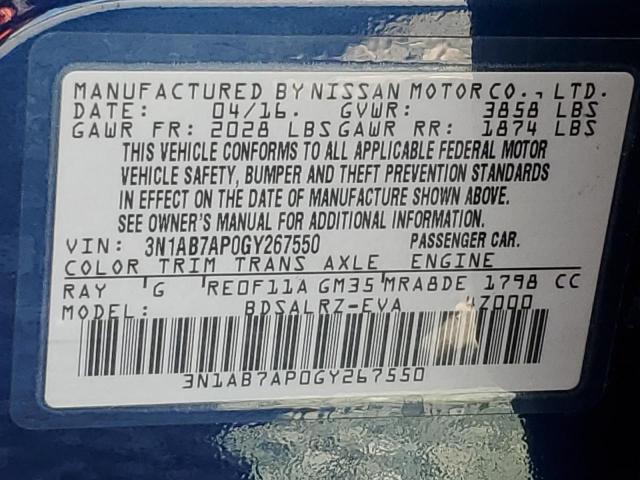 MANUFACTURED BY NISSAN MOTOR CO., LTD.
DATE: 04/16. GVWR: 3858 LBS
GAWR FR: 2028 LBS GAWR RR: 1874 LBS
THIS VEHICLE CONFORMS TO ALL APPLICABLE FEDERAL MOTOR
VEHICLE SAFETY, BUMPER AND THEFT PREVENTION STANDARDS
IN EFFECT ON THE DATE OF MANUFACTURE SHOWN ABOVE.
SEE OWNER'S MANUAL FOR ADDITIONAL INFORMATION
VIN: 3N1AB7AP0GY267550 PASSENGER CAR.
COLOR TRIM TRANS AXLE ENGINE
RAY G RE0F11A GM35 MRA8DE 1798 CC
MODEL: BDSALRZ-EVA UZ000
3N1AB7AP0GY267550